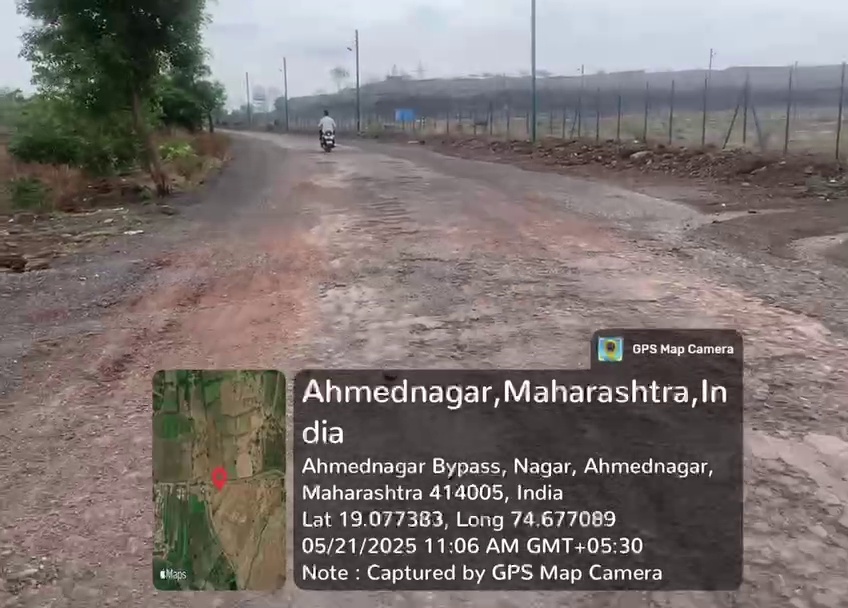 GPS Map Camera
Ahmednagar,Maharashtra,In
dia
Ahmednagar Bypass, Nagar, Ahmednagar,
Maharashtra 414005, India
Lat 19.077383, Long 74.677089
05/21/2025 11:06 AM GMT+05:30
Note : Captured by GPS Map Camera
Maps